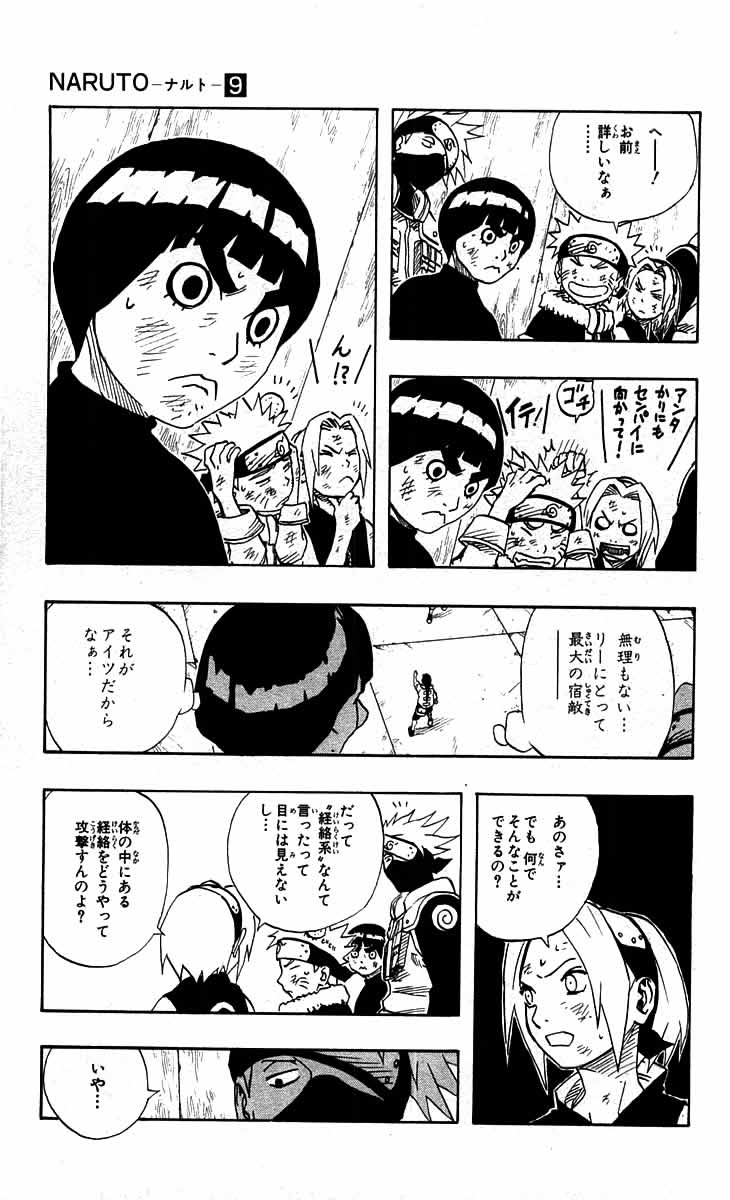 NARUTO－ナルト－9
へ――！
お前
詳しいなぁ
……
ん!?
アンタ
かりにも
センパイに
向かって！
ゴチ
イテ!
無理もない…
リーにとって
最大の宿敵
それが
アイツだから
なぁ…
あのさァ…
でも 何で
そんなことが
できるの？
だって
〝経絡系〟なんて
言ったって
目には見えない
し…
体の中にある
経絡をどうやって
攻撃すんのよ？
いや…